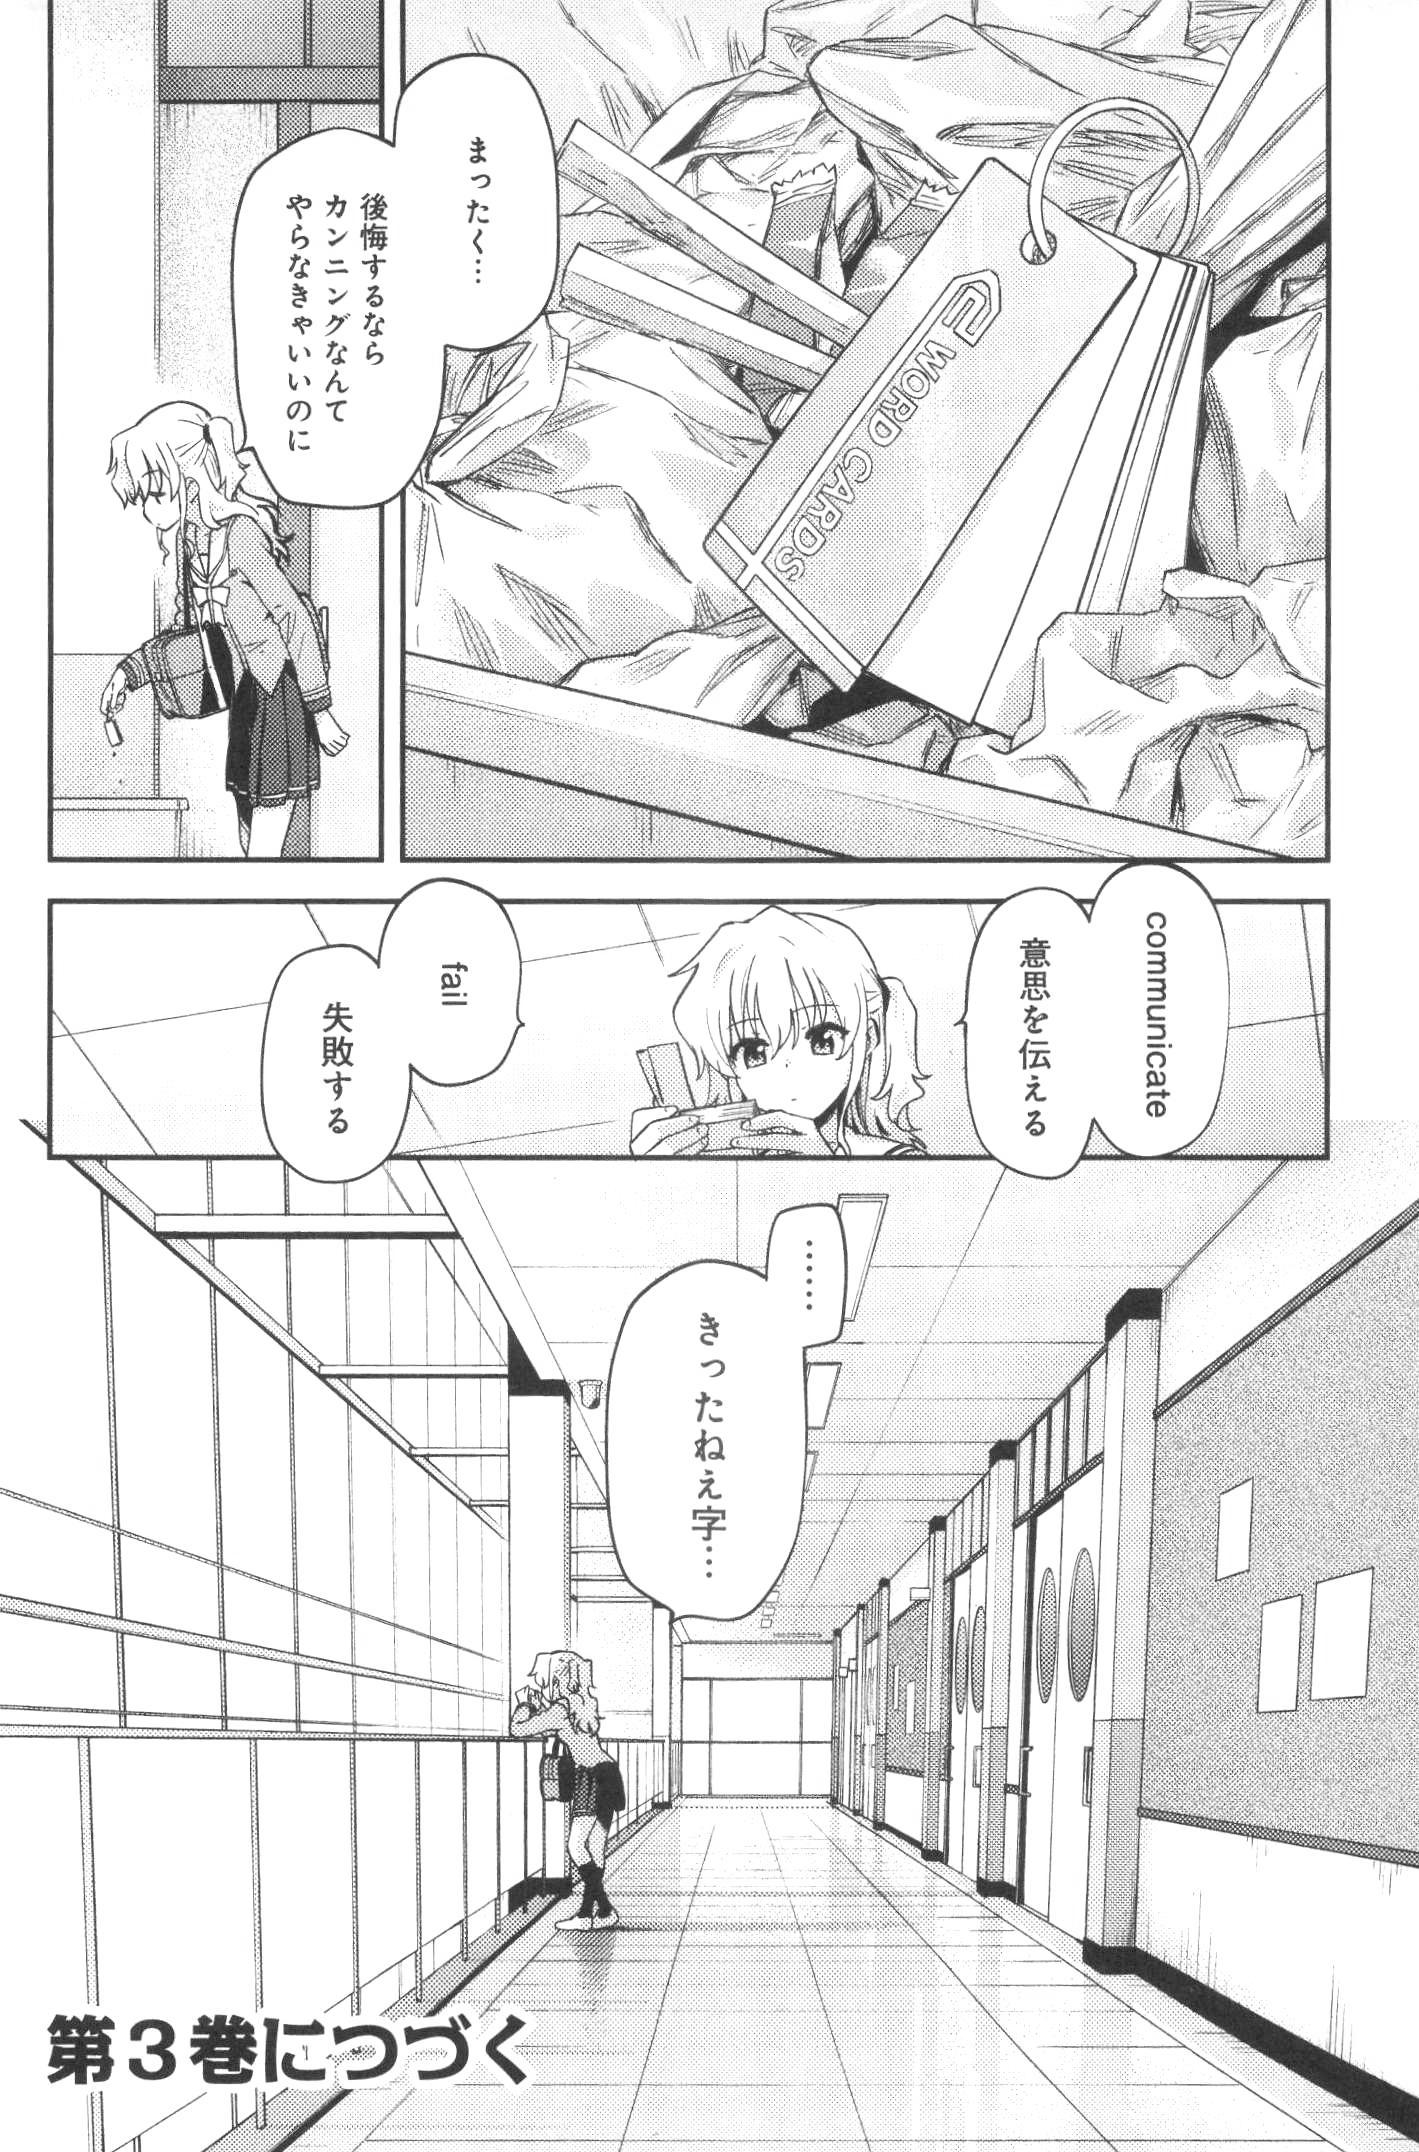 WORD CARDS
まったく…
後悔するなら
カンニングなんて
やらなきゃいいのに
communicate
意思を伝える
fail
失敗する
……
きったねえ字…
第3巻につづく